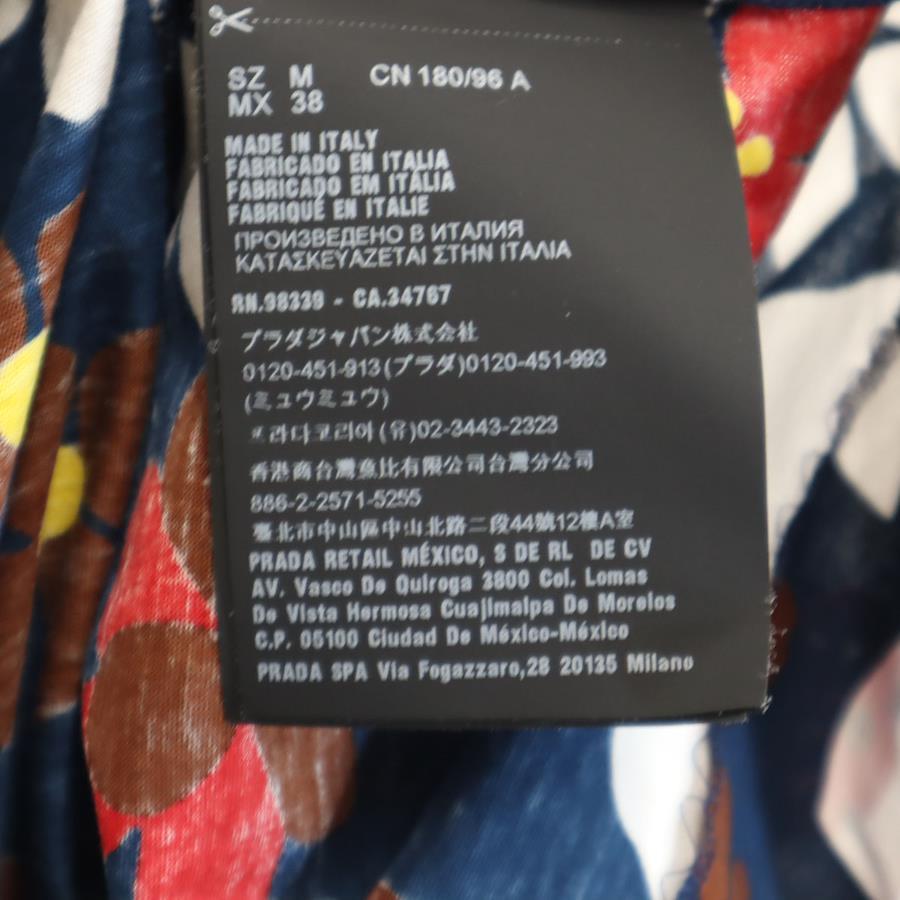 SZ M CN 180/96 A
MX 38
MADE IN ITALY
FABRICADO EN ITALIA
FABRICADO EM ITÁLIA
FABRIQUÉ EN ITALIE
ПРОИЗВЕДЕНО В ИТАЛИЯ
ΚΑΤΑΣΚΕΥΑΖΕΤΑΙ ΣΤΗΝ ΙΤΑΛΙΑ
RN.98339 - CA.34767
プラダジャパン株式会社
0120-451-913(プラダ)0120-451-993
(ミュウミュウ)
프라다코리아(유)02-3443-2323
香港商台灣魚比有限公司台灣分公司
886-2-2571-5255
臺北市中山區中山北路二段44號12樓A室
PRADA RETAIL MÉXICO, S DE RL DE CV
AV. Vasco De Quiroga 3800 Col. Lomas
De Vista Hermosa Cuajimalpa De Morelos
C.P. 05100 Ciudad De México-México
PRADA SPA Via Fogazzaro,28 20135 Milano